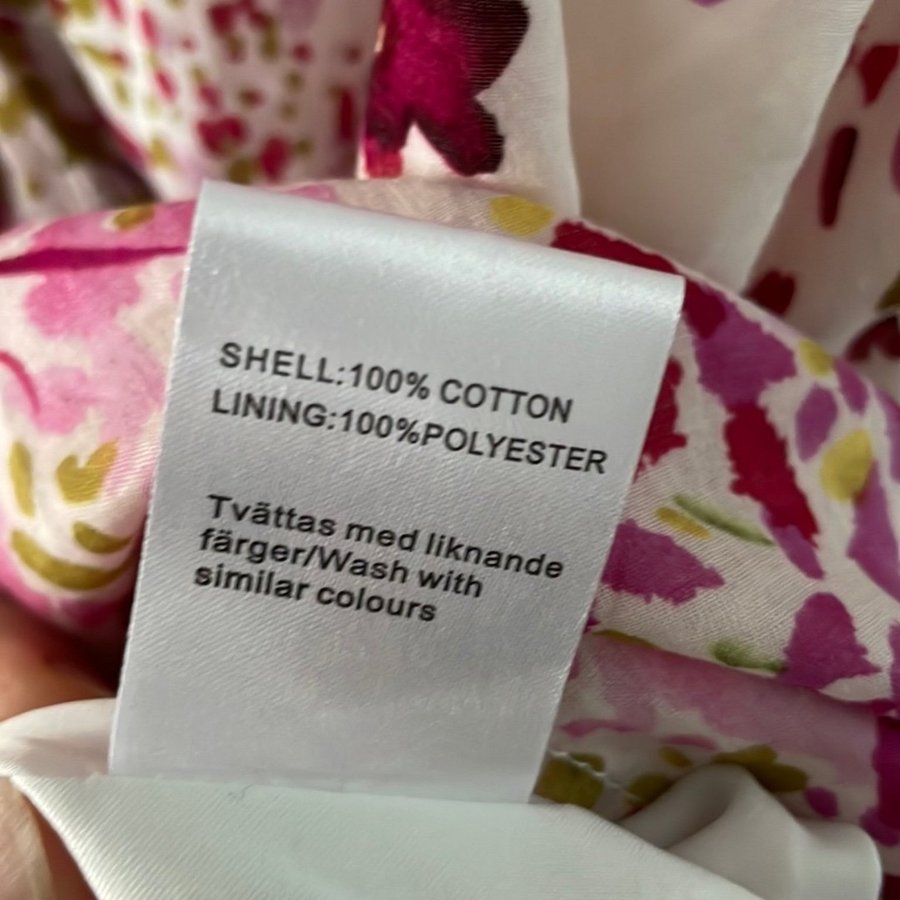 SHELL:100% COTTON
LINING:100%POLYESTER
Tvättas med liknande
färger/Wash with
similar colours